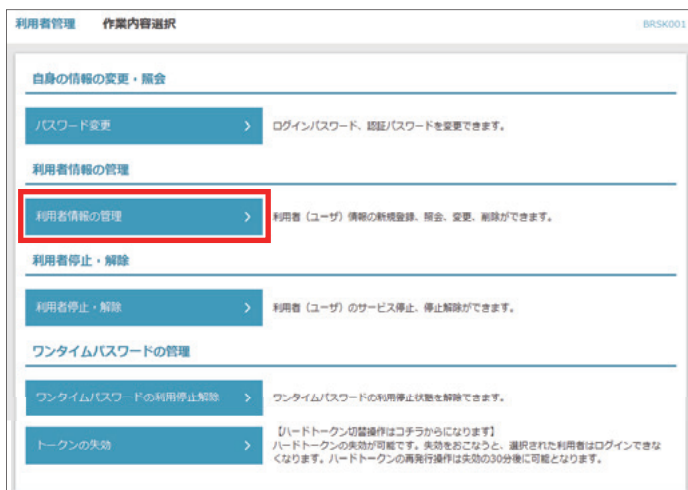 利用者管理 作業内容選択 BRSK001
自身の情報の変更・照会
パスワード変更 ログインパスワード、認証パスワードを変更できます。
利用者情報の管理
利用者情報の管理 利用者(ユーザ)情報の新規登録、照会、変更、削除ができます。
利用者停止・解除
利用者停止・解除 利用者(ユーザ)のサービス停止、停止解除ができます。
ワンタイムパスワードの管理
ワンタイムパスワードの利用停止解除 ワンタイムパスワードの利用停止状態を解除できます。
トークンの失効 【ハードトークン切替操作はコチラからになります】
ハードトークンの失効が可能です。失効をおこなうと、選択された利用者はログインできな
くなります。ハードトークンの再発行操作は失効の30分後に可能となります。